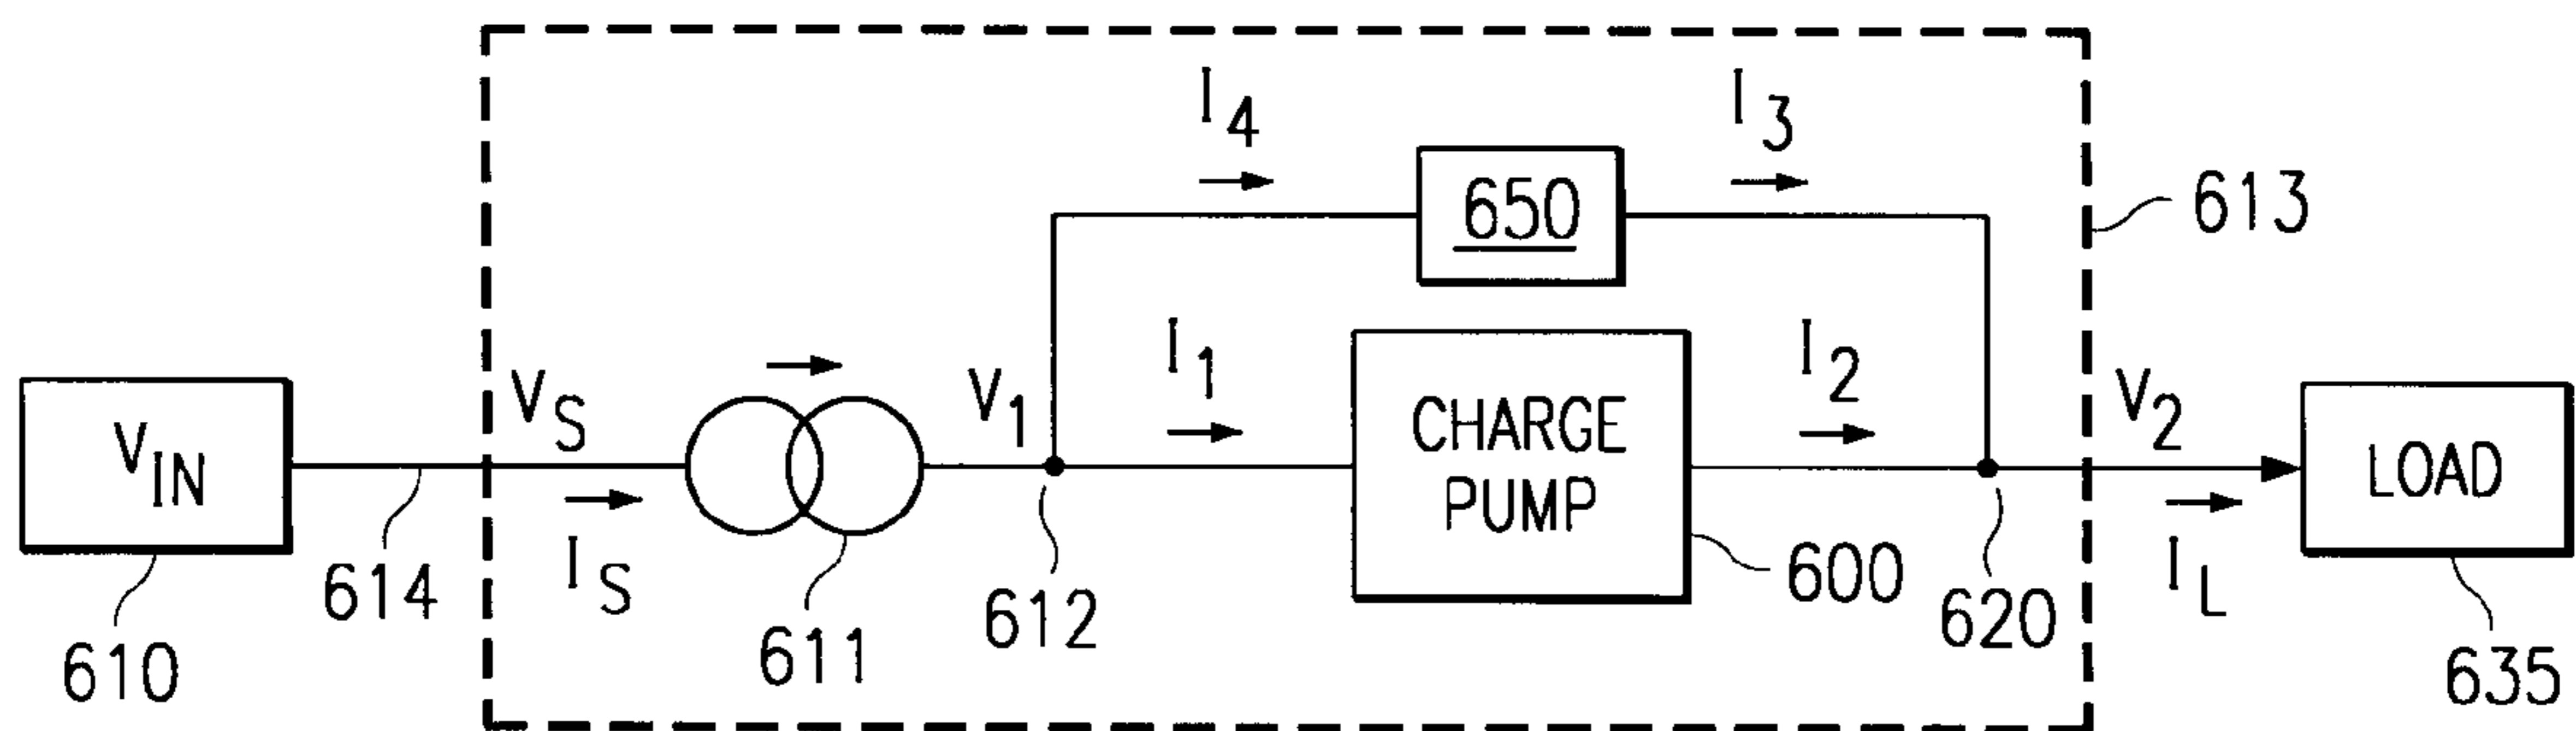 I4
I3
650
613
VIN
VS
IS
V1
I1
CHARGE
PUMP
I2
V2
IL
LOAD
610
614
611
612
600
620
635